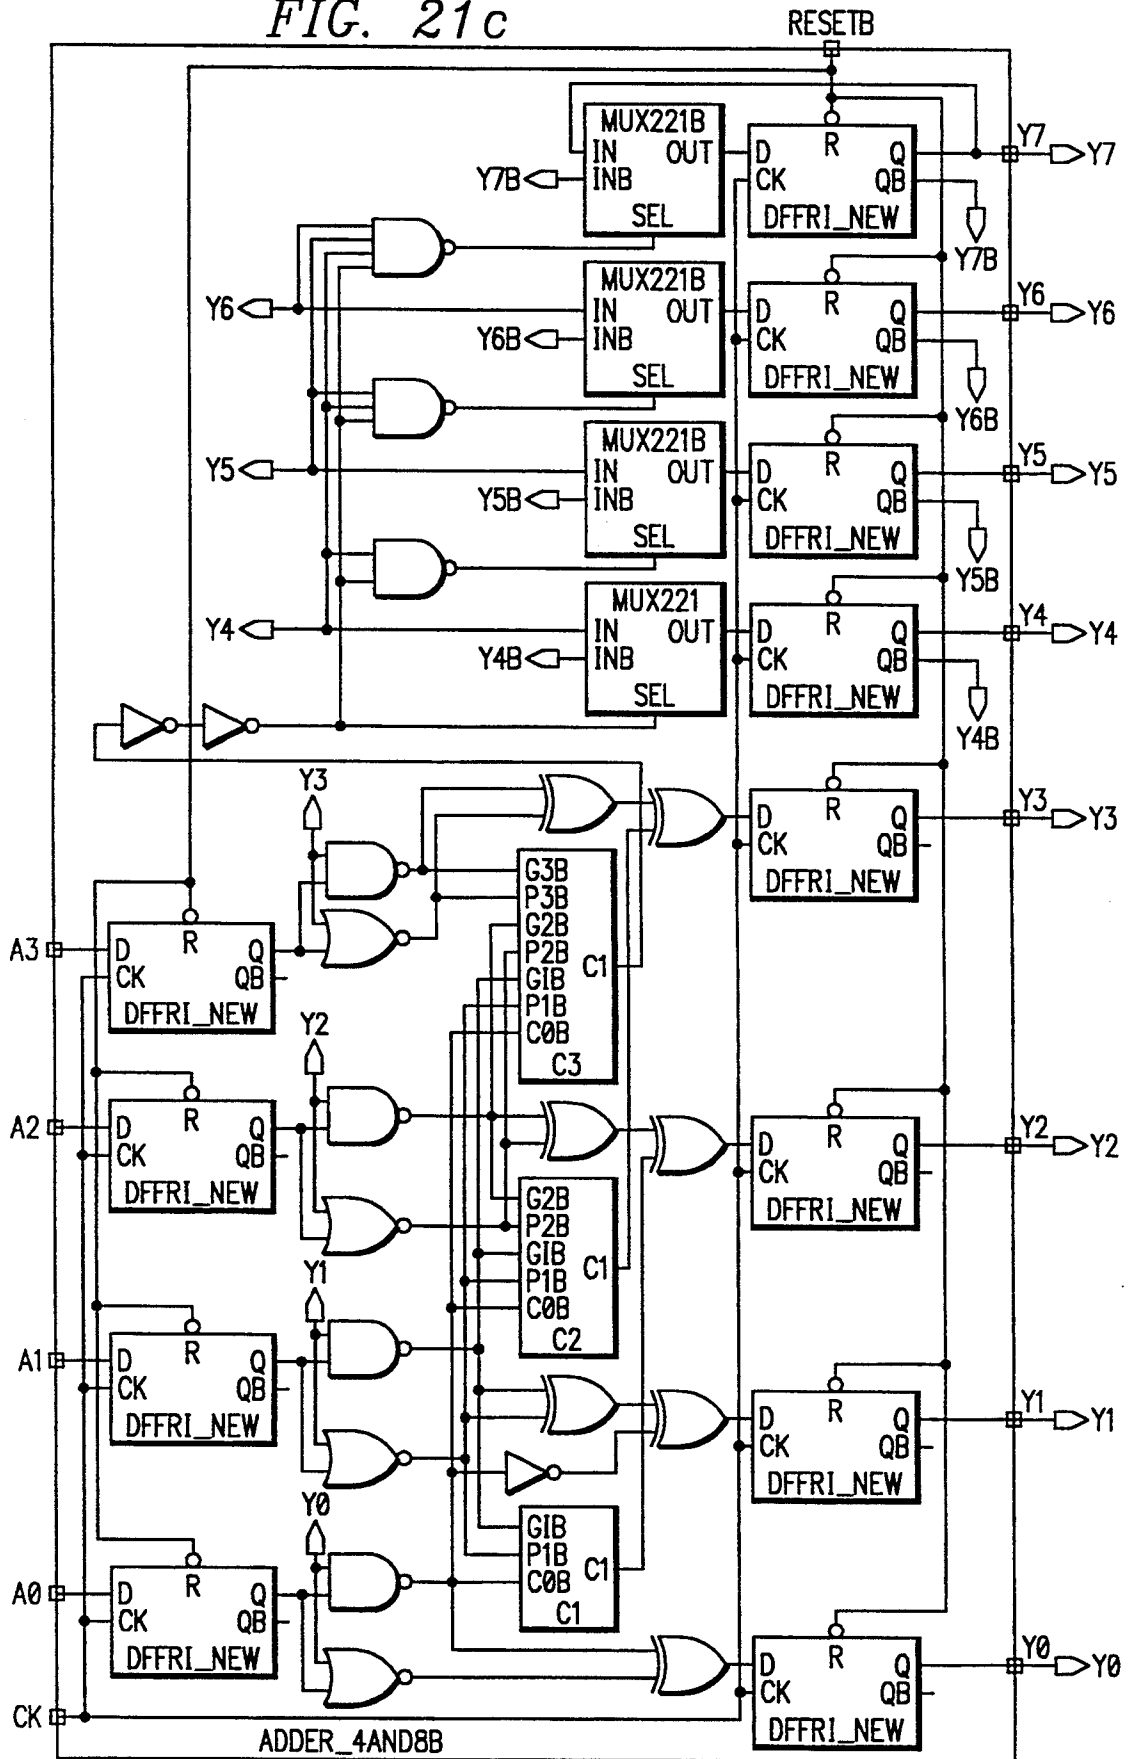 FIG. 21c
RESETB
MUX221B
IN OUT
INB
SEL
Y7B
D R Q
CK QB
DFFRI_NEW
Y7 Y7
Y7B
MUX221B
IN OUT
INB
SEL
Y6
Y6B
D R Q
CK QB
DFFRI_NEW
Y6 Y6
Y6B
MUX221B
IN OUT
INB
SEL
Y5
Y5B
D R Q
CK QB
DFFRI_NEW
Y5 Y5
Y5B
MUX221
IN OUT
INB
SEL
Y4
Y4B
D R Q
CK QB
DFFRI_NEW
Y4 Y4
Y4B
Y3
D R Q
CK QB
DFFRI_NEW
Y3 Y3
A3
D R Q
CK QB
DFFRI_NEW
G3B
P3B
G2B
P2B
GIB
P1B
C0B
C1
C3
Y2
A2
D R Q
CK QB
DFFRI_NEW
D R Q
CK QB
DFFRI_NEW
Y2 Y2
G2B
P2B
GIB
P1B
C0B
C1
C2
Y1
A1
D R Q
CK QB
DFFRI_NEW
D R Q
CK QB
DFFRI_NEW
Y1 Y1
Y0
GIB
P1B
C0B
C1
C1
A0
D R Q
CK QB
DFFRI_NEW
D R Q
CK QB
DFFRI_NEW
Y0 Y0
CK
ADDER_4AND8B